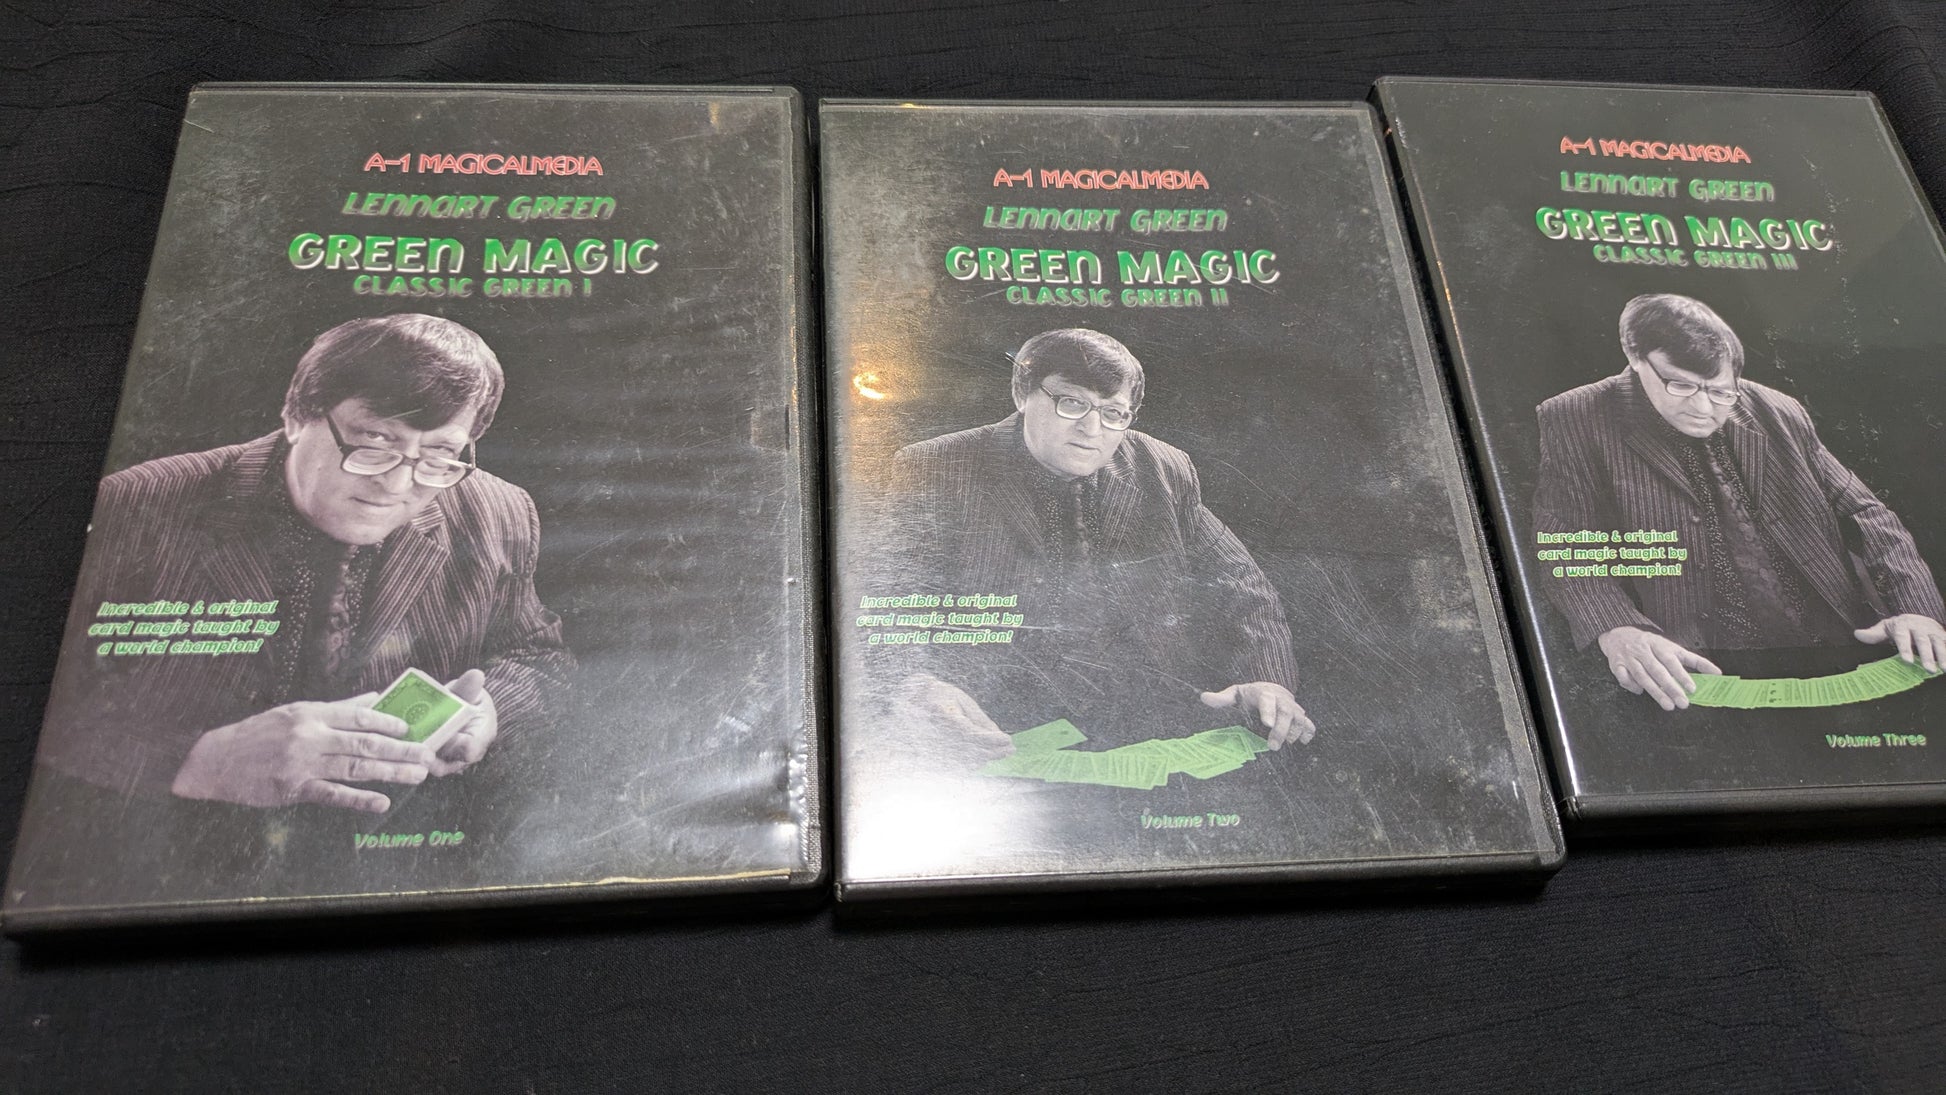 A-1 MAGICALMEDIA
LENNART GREEN
GREEN MAGIC
CLASSIC GREEN I
Incredible & original
card magic taught by
a world champion!
Volume One
A-1 MAGICALMEDIA
LENNART GREEN
GREEN MAGIC
CLASSIC GREEN II
Incredible & original
card magic taught by
a world champion!
Volume Two
A-1 MAGICALMEDIA
LENNART GREEN
GREEN MAGIC
CLASSIC GREEN III
Incredible & original
card magic taught by
a world champion!
Volume Three